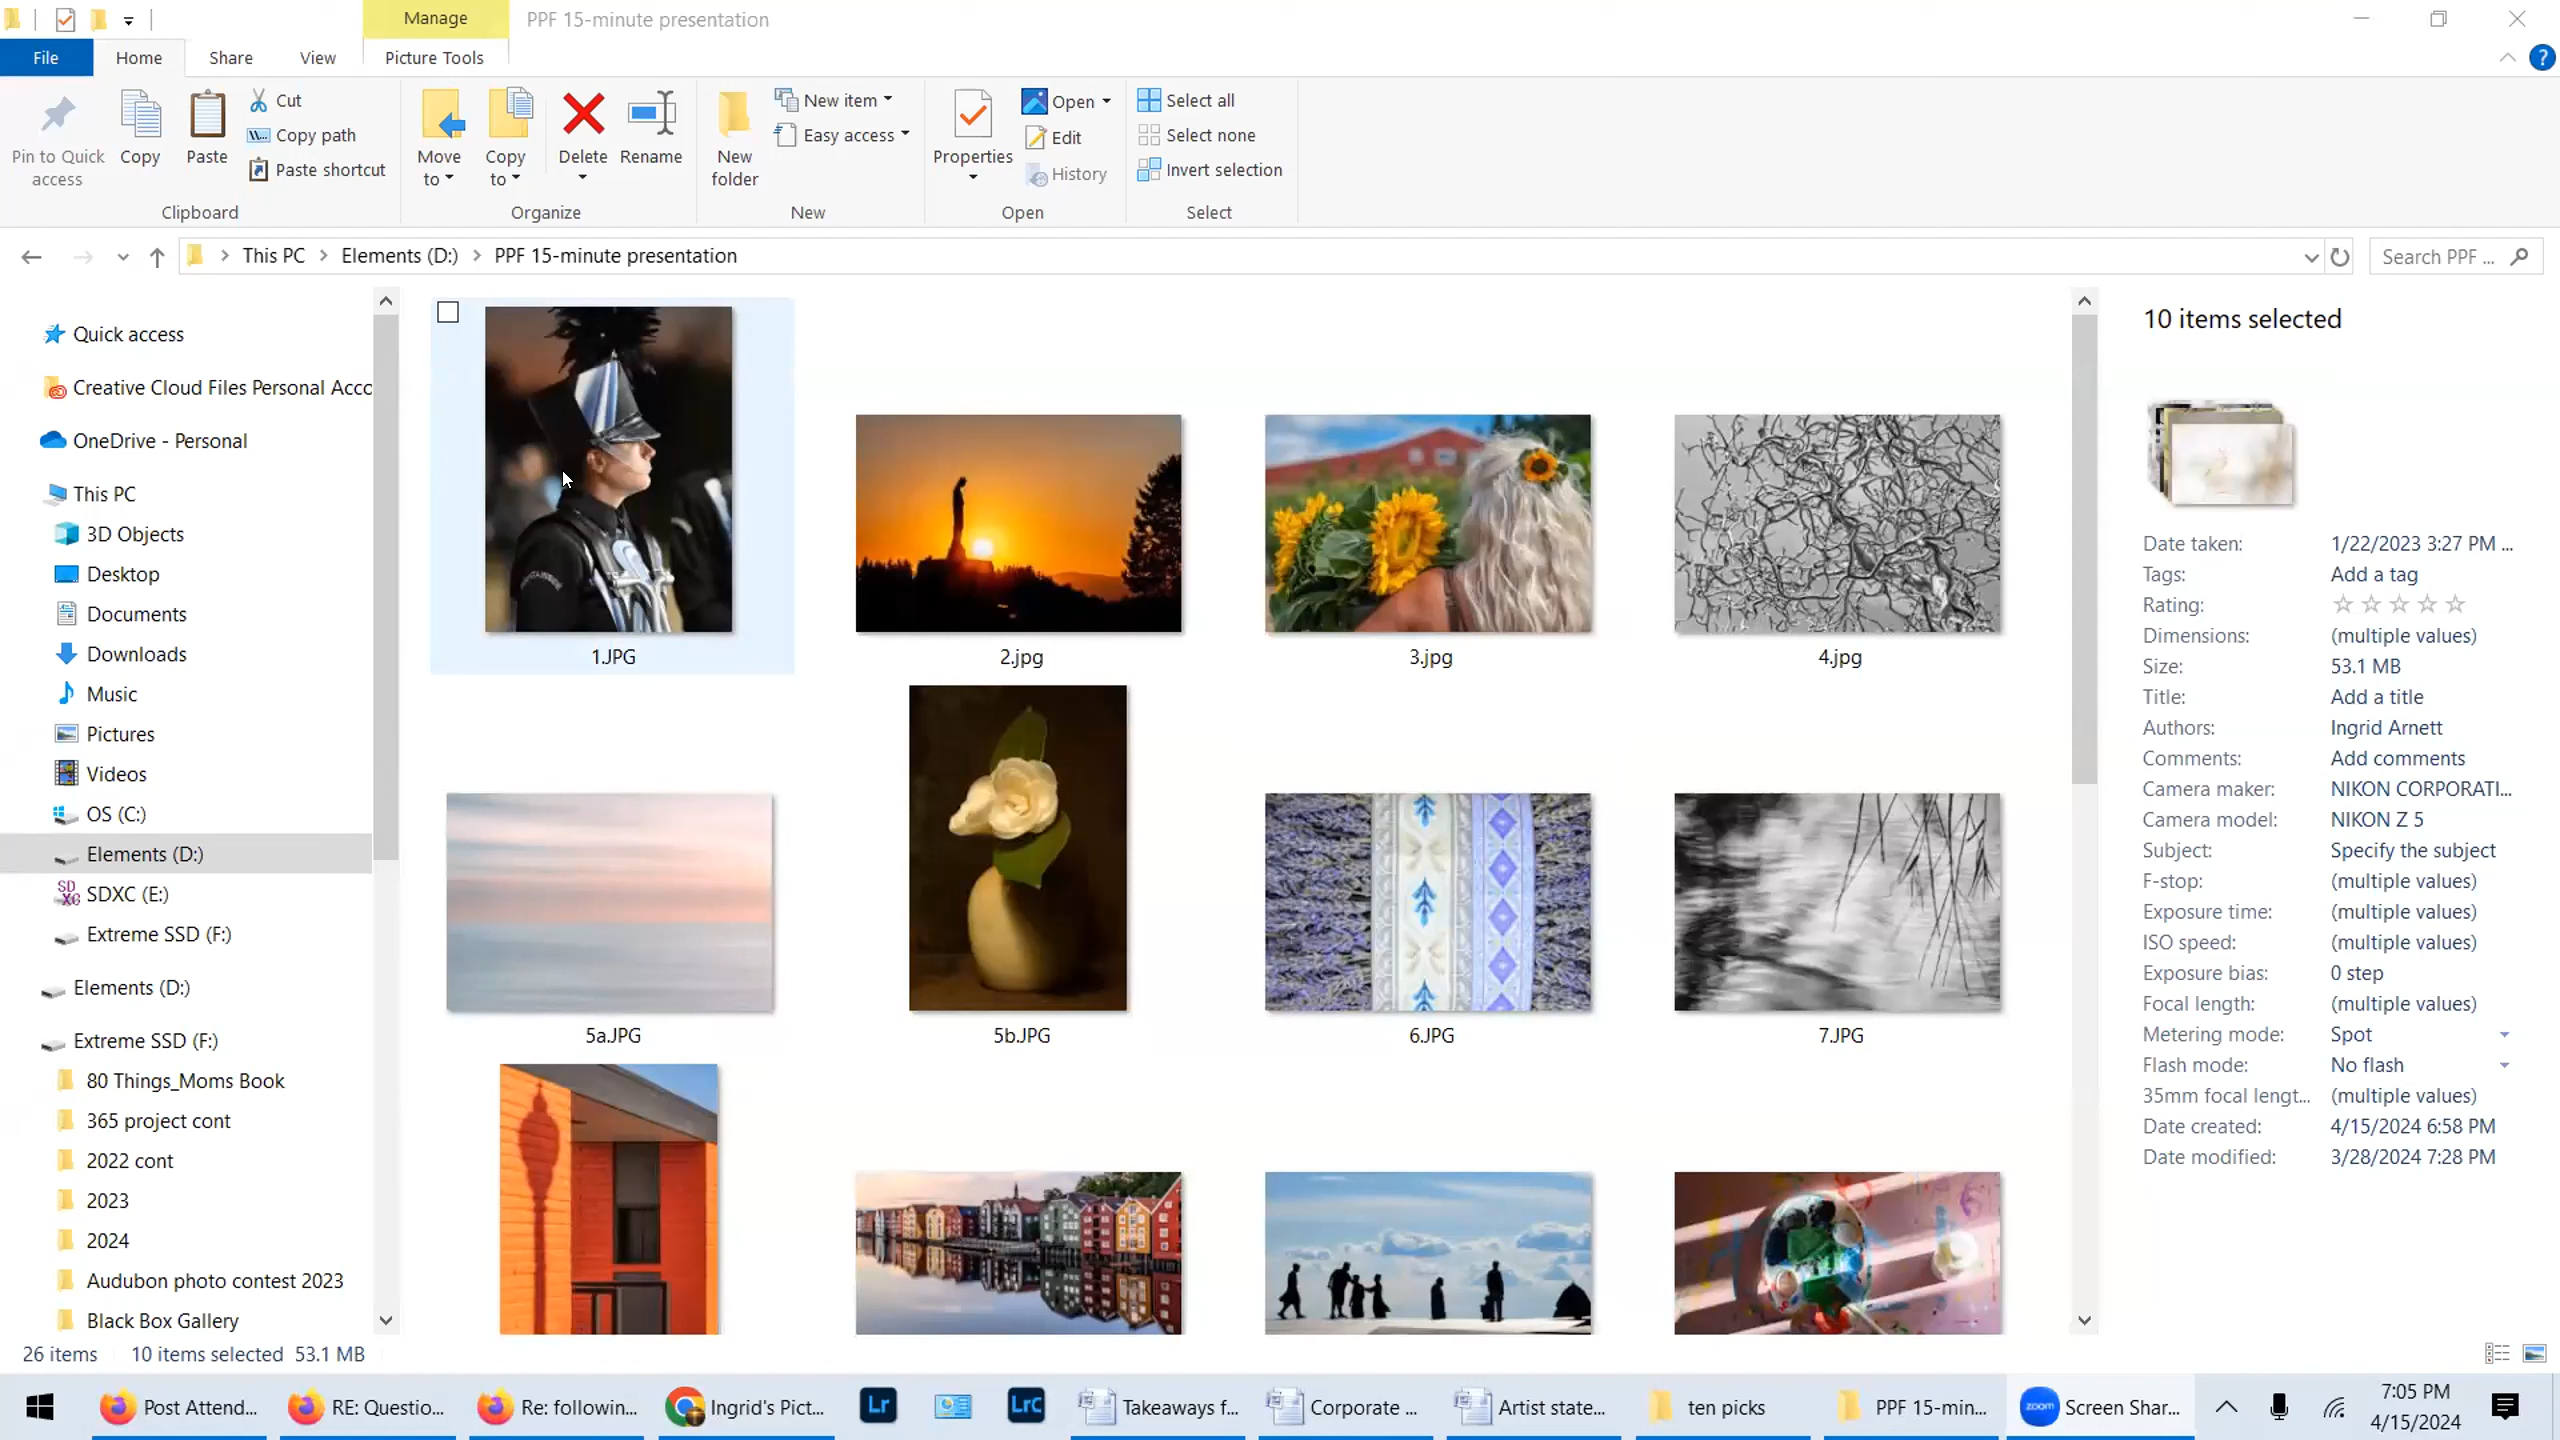 Manage
PPF 15-minute presentation
File
Home
Share
View
Picture Tools
Pin to Quick access
Copy
Paste
Cut
Copy path
Paste shortcut
Clipboard
Move to
Copy to
Delete
Rename
Organize
New folder
New item
Easy access
New
Properties
Open
Edit
History
Open
Select all
Select none
Invert selection
Select
This PC
Elements (D:)
PPF 15-minute presentation
Search PPF ...
Quick access
Creative Cloud Files Personal Acco
OneDrive - Personal
This PC
3D Objects
Desktop
Documents
Downloads
Music
Pictures
Videos
OS (C:)
Elements (D:)
SDXC (E:)
Extreme SSD (F:)
Elements (D:)
Extreme SSD (F:)
80 Things_Moms Book
365 project cont
2022 cont
2023
2024
Audubon photo contest 2023
Black Box Gallery
1.JPG
2.jpg
3.jpg
4.jpg
5a.JPG
5b.JPG
6.JPG
7.JPG
10 items selected
Date taken: 1/22/2023 3:27 PM ...
Tags: Add a tag
Rating:
Dimensions: (multiple values)
Size: 53.1 MB
Title: Add a title
Authors: Ingrid Arnett
Comments: Add comments
Camera maker: NIKON CORPORATI...
Camera model: NIKON Z 5
Subject: Specify the subject
F-stop: (multiple values)
Exposure time: (multiple values)
ISO speed: (multiple values)
Exposure bias: 0 step
Focal length: (multiple values)
Metering mode: Spot
Flash mode: No flash
35mm focal lengt... (multiple values)
Date created: 4/15/2024 6:58 PM
Date modified: 3/28/2024 7:28 PM
26 items 10 items selected 53.1 MB
Post Attend...
RE: Questio...
Re: followin...
Ingrid's Pict...
Lr
LrC
Takeaways f...
Corporate ...
Artist state...
ten picks
PPF 15-min...
zoom
Screen Shar...
7:05 PM
4/15/2024